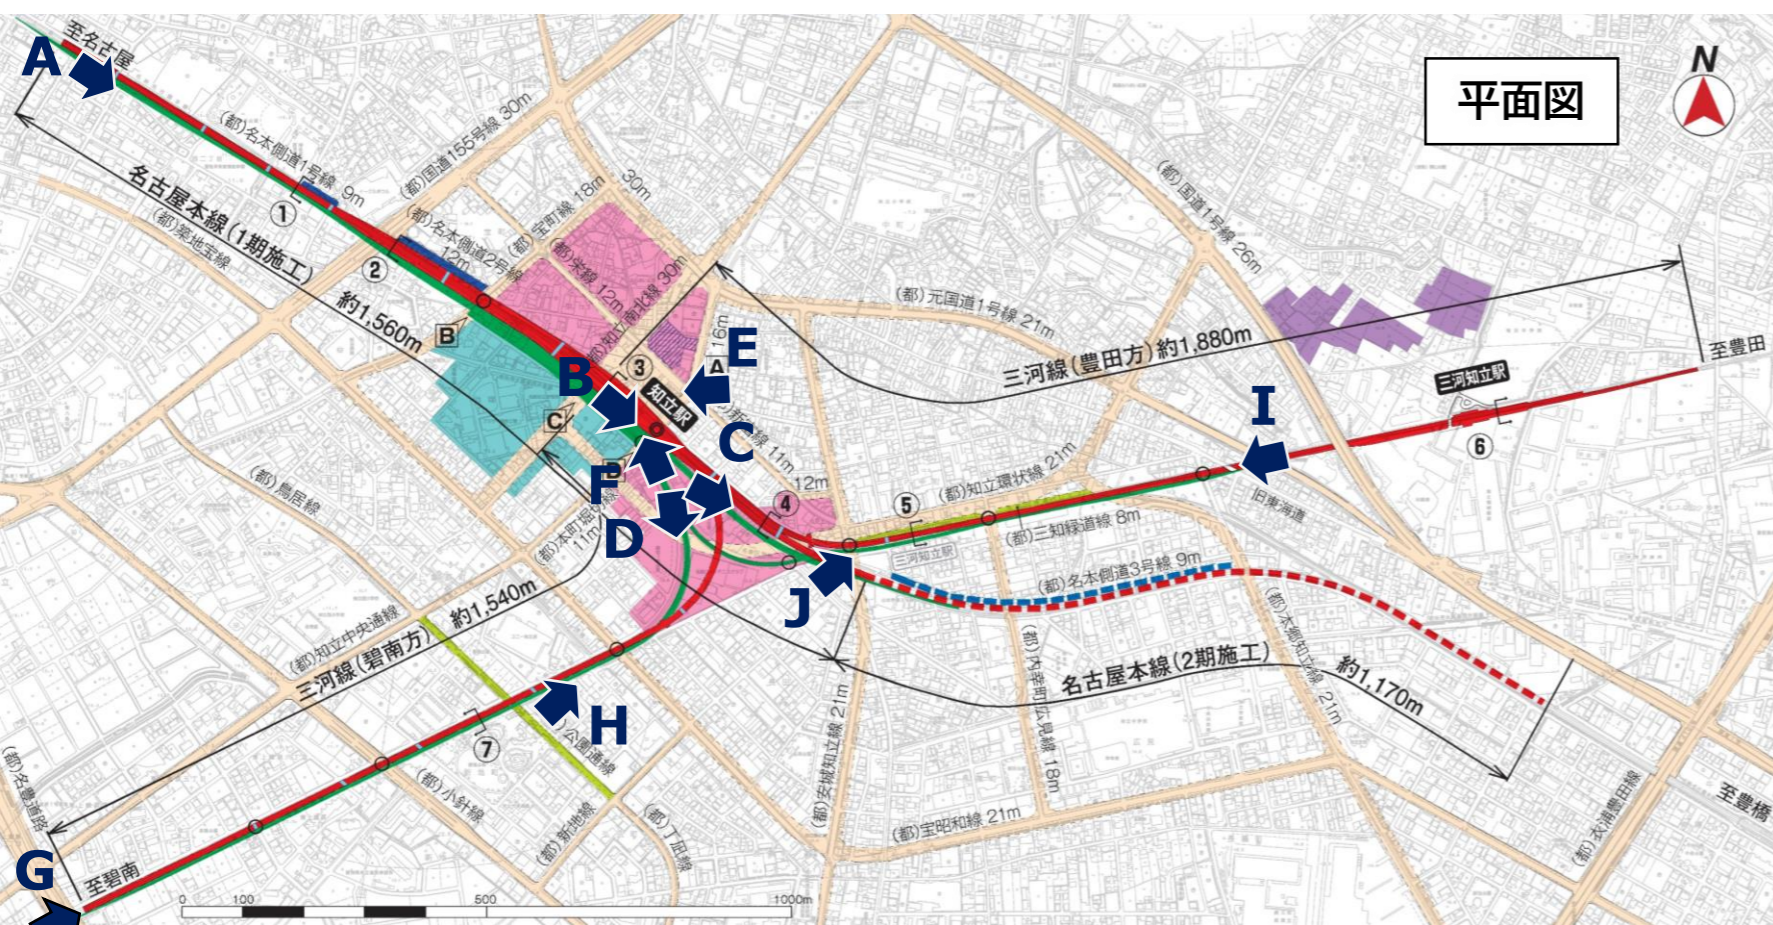 平面図
N
A
至名古屋
(都)名本側道1号線 9m
①
名古屋本線(1期施工) 約1,560m
(都)築地宝線
(都)国道155号線 30m
②
(都)名本側道2号線
12m
(都)宝町線 18m
30m
(都)栄線 12m
(都)知立南北線 30m
16m
(都)国道1号線 26m
(都)元国道1号線 21m
三河線(豊田方)約1,880m
至豊田
三河知立駅
⑥
B
C
B
③
知立駅
A
E
C
11m
12m
F
D
④
⑤
(都)知立環状線 21m
I
旧東海道
(都)三知緑道線 8m
三河知立駅
(都)名本側道3号線 9m
J
(都)鳥居線
11m
(都)知立中央通線
三河線(碧南方) 約1,540m
H
公園通線
⑦
(都)小針線
(都)新地線
(都)丁凪線
(都)名豊道路
G
至碧南
(都)安城知立線 21m
(都)内幸町広見線 18m
名古屋本線(2期施工) 約1,170m
(都)本郷知立線 21m
(都)宝昭和線 21m
(都)衣浦豊田線
至豊橋
0 100 500 1000m